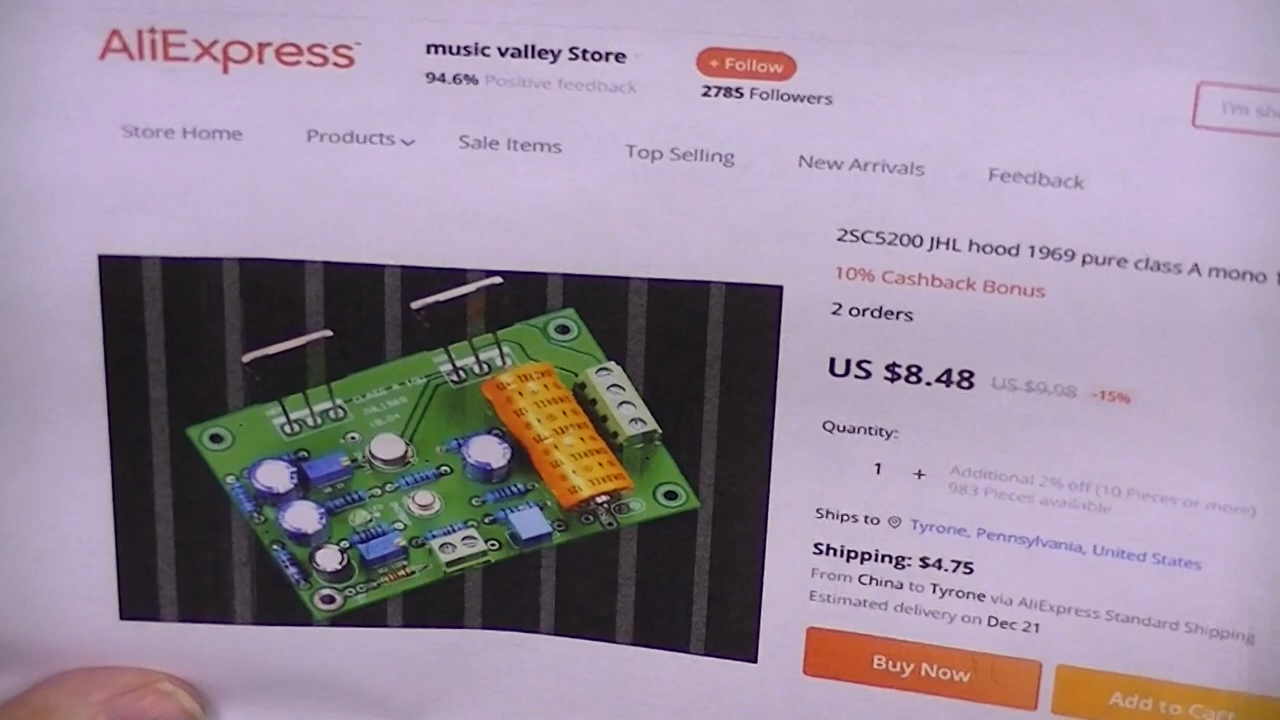 AliExpress
music valley Store
94.6% Positive feedback
+ Follow
2785 Followers
I'm sh
Store Home
Products
Sale Items
Top Selling
New Arrivals
Feedback
2SC5200 JHL hood 1969 pure class A mono
10% Cashback Bonus
2 orders
US $8.48 US $9.98 -15%
Quantity:
1 +
Additional 2% off (10 Pieces or more)
983 Pieces available
Ships to Tyrone, Pennsylvania, United States
Shipping: $4.75
From China to Tyrone via AliExpress Standard Shipping
Estimated delivery on Dec 21
Buy Now
Add to Cart